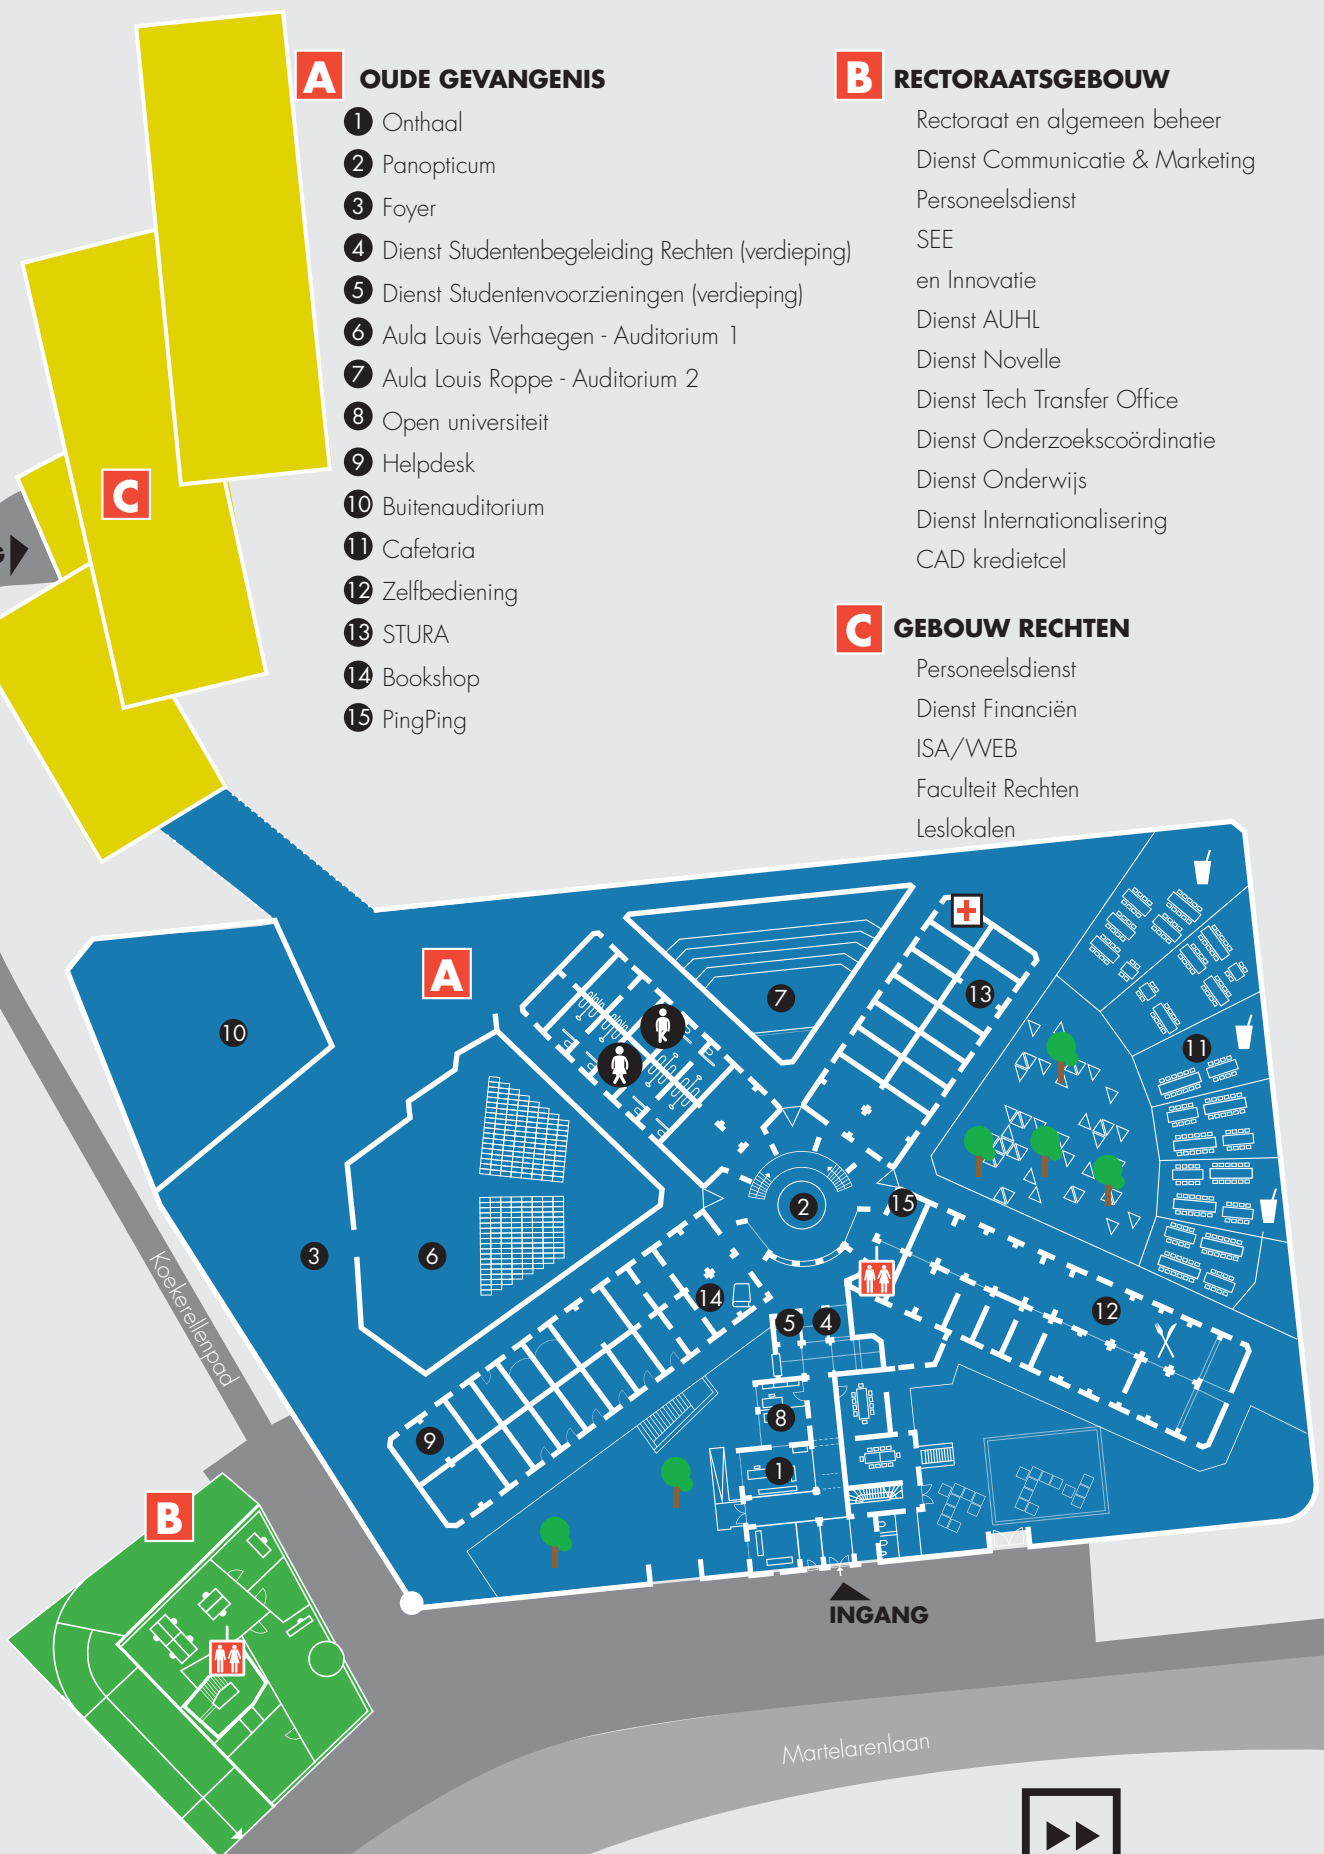 A OUDE GEVANGENIS
1 Onthaal
2 Panopticum
3 Foyer
4 Dienst Studentenbegeleiding Rechten (verdieping)
5 Dienst Studentenvoorzieningen (verdieping)
6 Aula Louis Verhaegen - Auditorium 1
7 Aula Louis Roppe - Auditorium 2
8 Open universiteit
9 Helpdesk
10 Buitenauditorium
11 Cafetaria
12 Zelfbediening
13 STURA
14 Bookshop
15 PingPing
B RECTORAATSGEBOUW
Rectoraat en algemeen beheer
Dienst Communicatie & Marketing
Personeelsdienst
SEE
en Innovatie
Dienst AUHL
Dienst Novelle
Dienst Tech Transfer Office
Dienst Onderzoekscoördinatie
Dienst Onderwijs
Dienst Internationalisering
CAD kredietcel
C GEBOUW RECHTEN
Personeelsdienst
Dienst Financiën
ISA/WEB
Faculteit Rechten
Leslokalen
C
A
7
13
10
11
2
15
3
6
14
12
5
4
8
9
1
Koekerellenpad
B
INGANG
Martelarenlaan